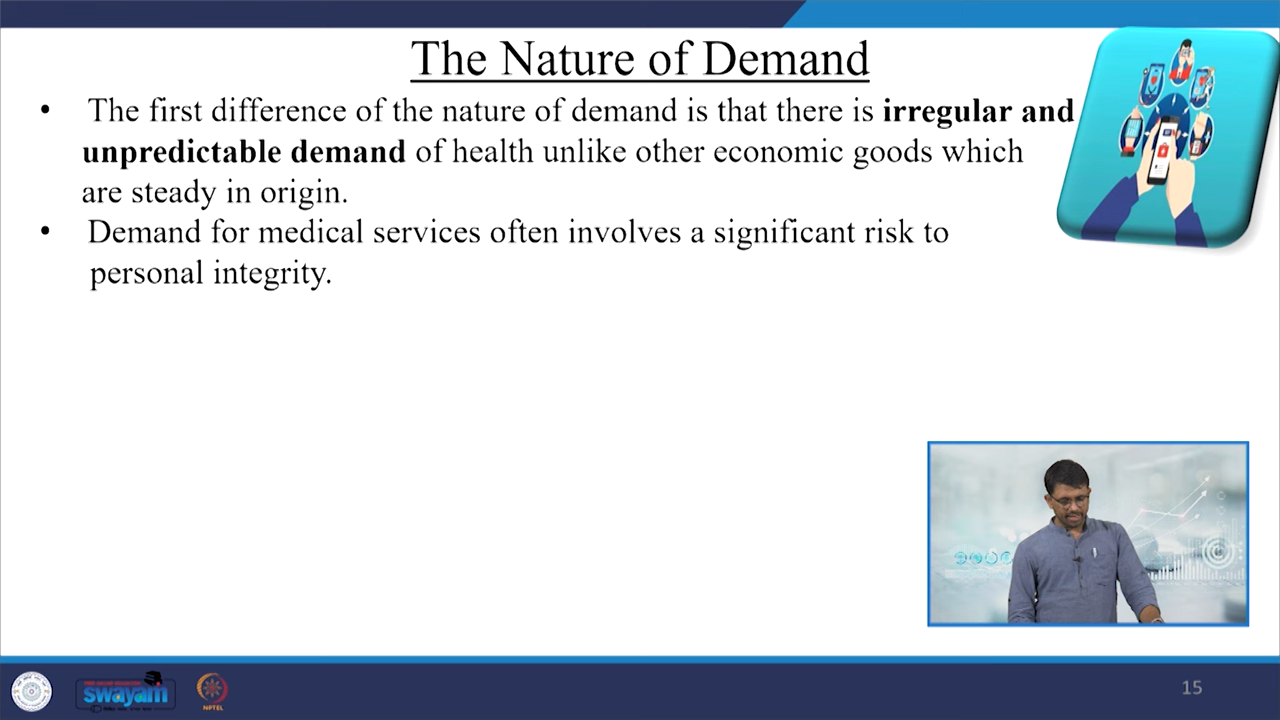 The Nature of Demand
• The first difference of the nature of demand is that there is irregular and
unpredictable demand of health unlike other economic goods which
are steady in origin.
• Demand for medical services often involves a significant risk to
personal integrity.
swayam
NPTEL
15